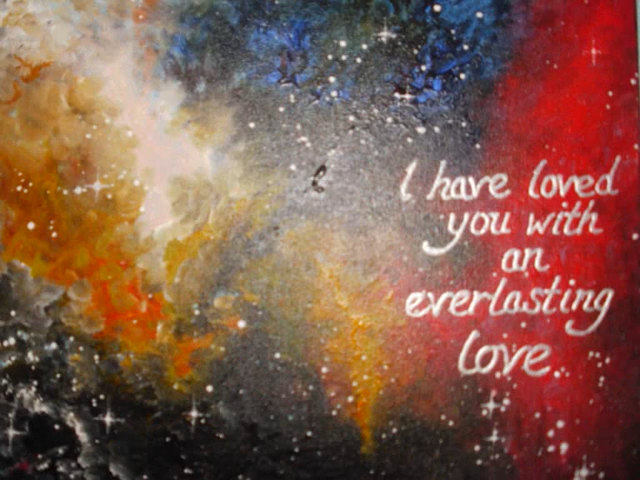 I have loved
you with
an
everlasting
love.